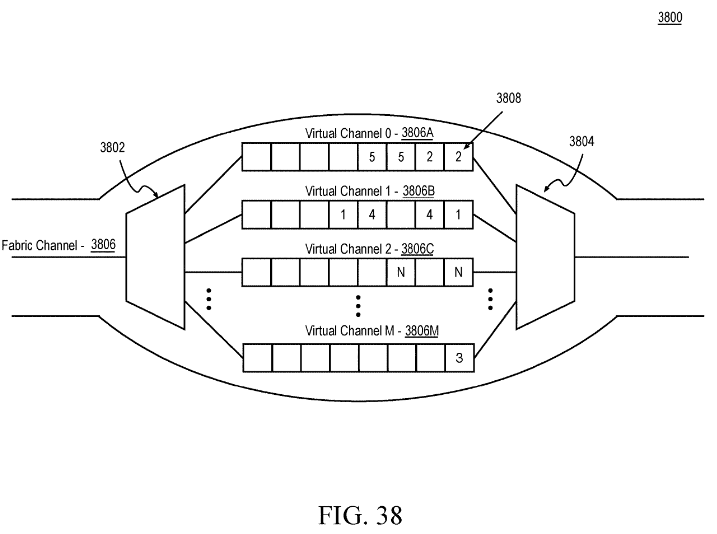 3800
3808
Virtual Channel 0 - 3806A
3802
3804
5 5 2 2
Virtual Channel 1 - 3806B
1 4 4 1
Fabric Channel - 3806
Virtual Channel 2 - 3806C
N N
Virtual Channel M - 3806M
3
FIG. 38